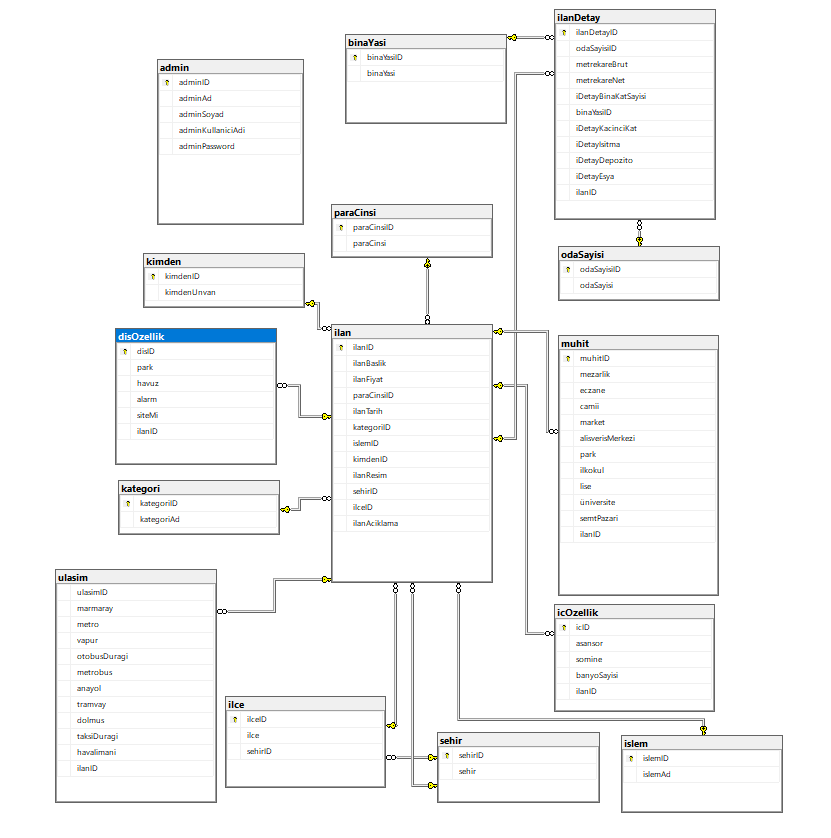 ilanDetay
ilanDetayID
odaSayisiID
metrekareBrut
metrekareNet
iDetayBinaKatSayisi
binaYasiID
iDetayKacinciKat
iDetayIsitma
iDetayDepozito
iDetayEsya
ilanID
binaYasi
binaYasiID
binaYasi
admin
adminID
adminAd
adminSoyad
adminKullaniciAdi
adminPassword
paraCinsi
paraCinsiID
paraCinsi
odaSayisi
odaSayisiID
odaSayisi
kimden
kimdenID
kimdenUnvan
ilan
ilanID
ilanBaslik
ilanFiyat
paraCinsiID
ilanTarih
kategoriID
islemID
kimdenID
ilanResim
sehirID
ilceID
ilanAciklama
disOzellik
disID
park
havuz
alarm
siteMi
ilanID
muhit
muhitID
mezarlik
eczane
camii
market
alisverisMerkezi
park
ilkokul
lise
üniversite
semtPazari
ilanID
kategori
kategoriID
kategoriAd
ulasim
ulasimID
marmaray
metro
vapur
otobusDuragi
metrobus
anayol
tramvay
dolmus
taksiDuragi
havalimani
ilanID
icOzellik
icID
asansor
somine
banyoSayisi
ilanID
ilce
ilceID
ilce
sehirID
sehir
sehirID
sehir
islem
islemID
islemAd